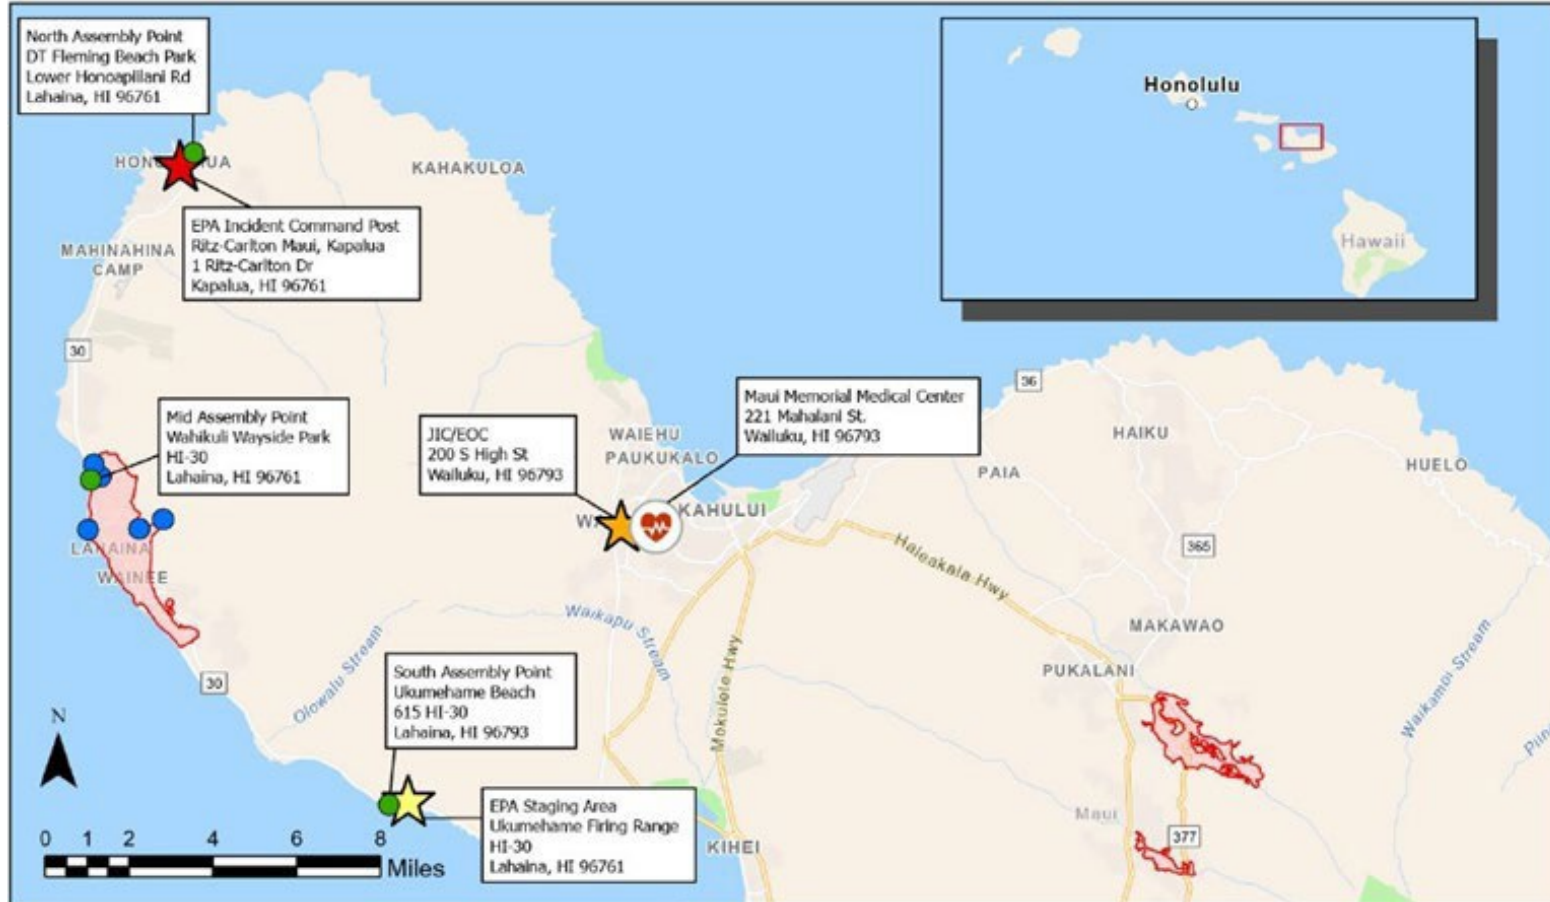 North Assembly Point
DT Fleming Beach Park
Lower Honoapiilani Rd
Lahaina, HI 96761
Honolulu
Hawaii
KAHAKULOA
EPA Incident Command Post
Ritz-Carlton Maui, Kapalua
1 Ritz-Carlton Dr
Kapalua, HI 96761
MAHINAHINA
CAMP
30
36
Mid Assembly Point
Wahikuli Wayside Park
HI-30
Lahaina, HI 96761
JIC/EOC
200 S High St
Wailuku, HI 96793
Maui Memorial Medical Center
221 Mahalani St.
Wailuku, HI 96793
WAIEHU
PAUKUKALO
HAIKU
PAIA
HUELO
KAHULUI
LAHAINA
WAINEE
365
Haleakala Hwy
Waikapu Stream
MAKAWAO
PUKALANI
Olowalu Stream
30
Mokulele Hwy
Waikamoi Stream
South Assembly Point
Ukumehame Beach
615 HI-30
Lahaina, HI 96793
N
EPA Staging Area
Ukumehame Firing Range
HI-30
Lahaina, HI 96761
Maui
377
KIHEI
0 1 2 4 6 8
Miles